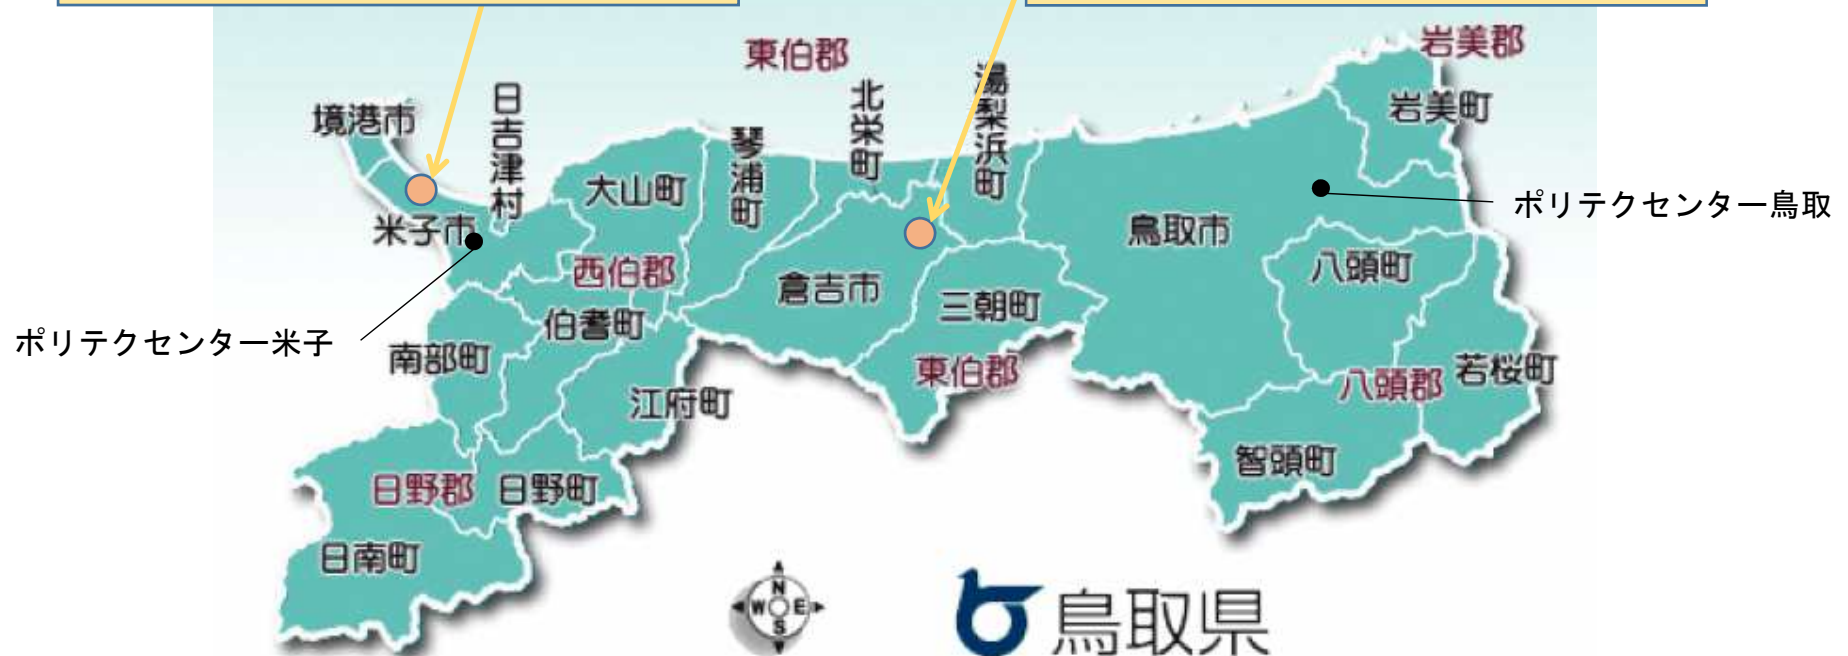 東伯郡
岩美郡
湯梨浜町
北栄町
日吉津村
岩美町
境港市
琴浦町
大山町
ポリテクセンター鳥取
米子市
鳥取市
西伯郡
八頭町
倉吉市
三朝町
伯耆町
ポリテクセンター米子
南部町
東伯郡
若桜町
八頭郡
江府町
智頭町
日野郡
日野町
日南町
N
W
E
S
鳥取県